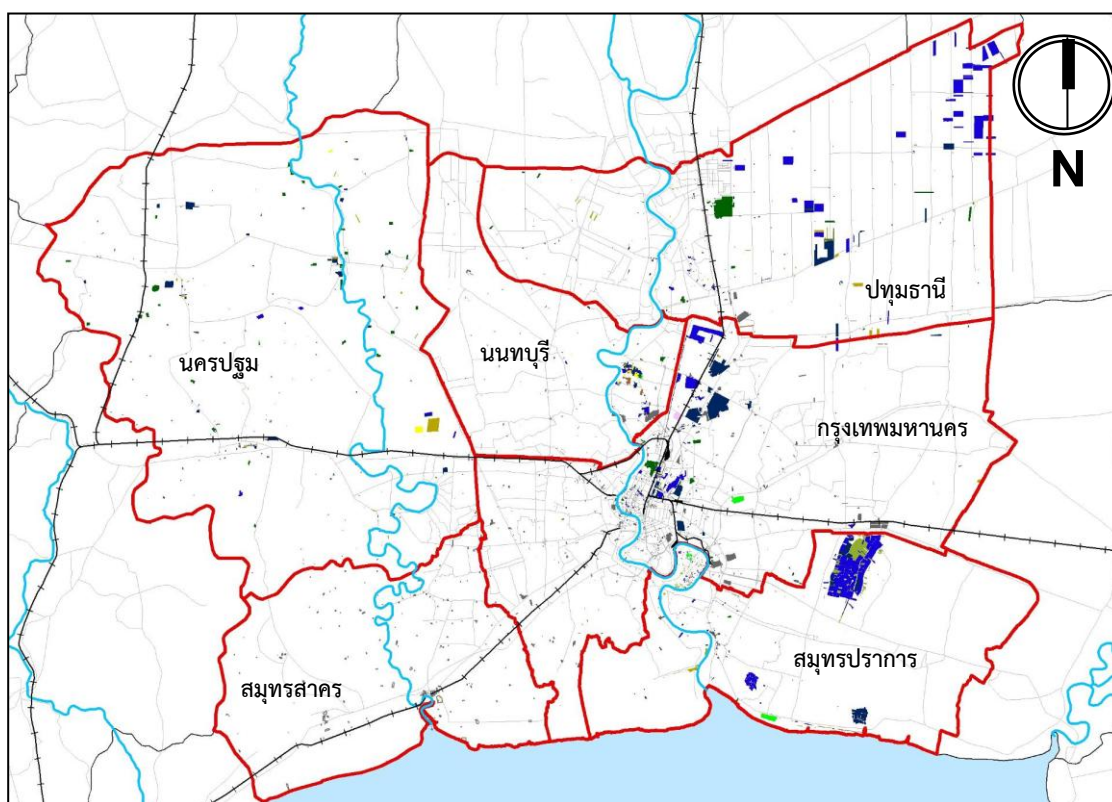 N
ปทุมธานี
นครปฐม
นนทบุรี
กรุงเทพมหานคร
สมุทรปราการ
สมุทรสาคร